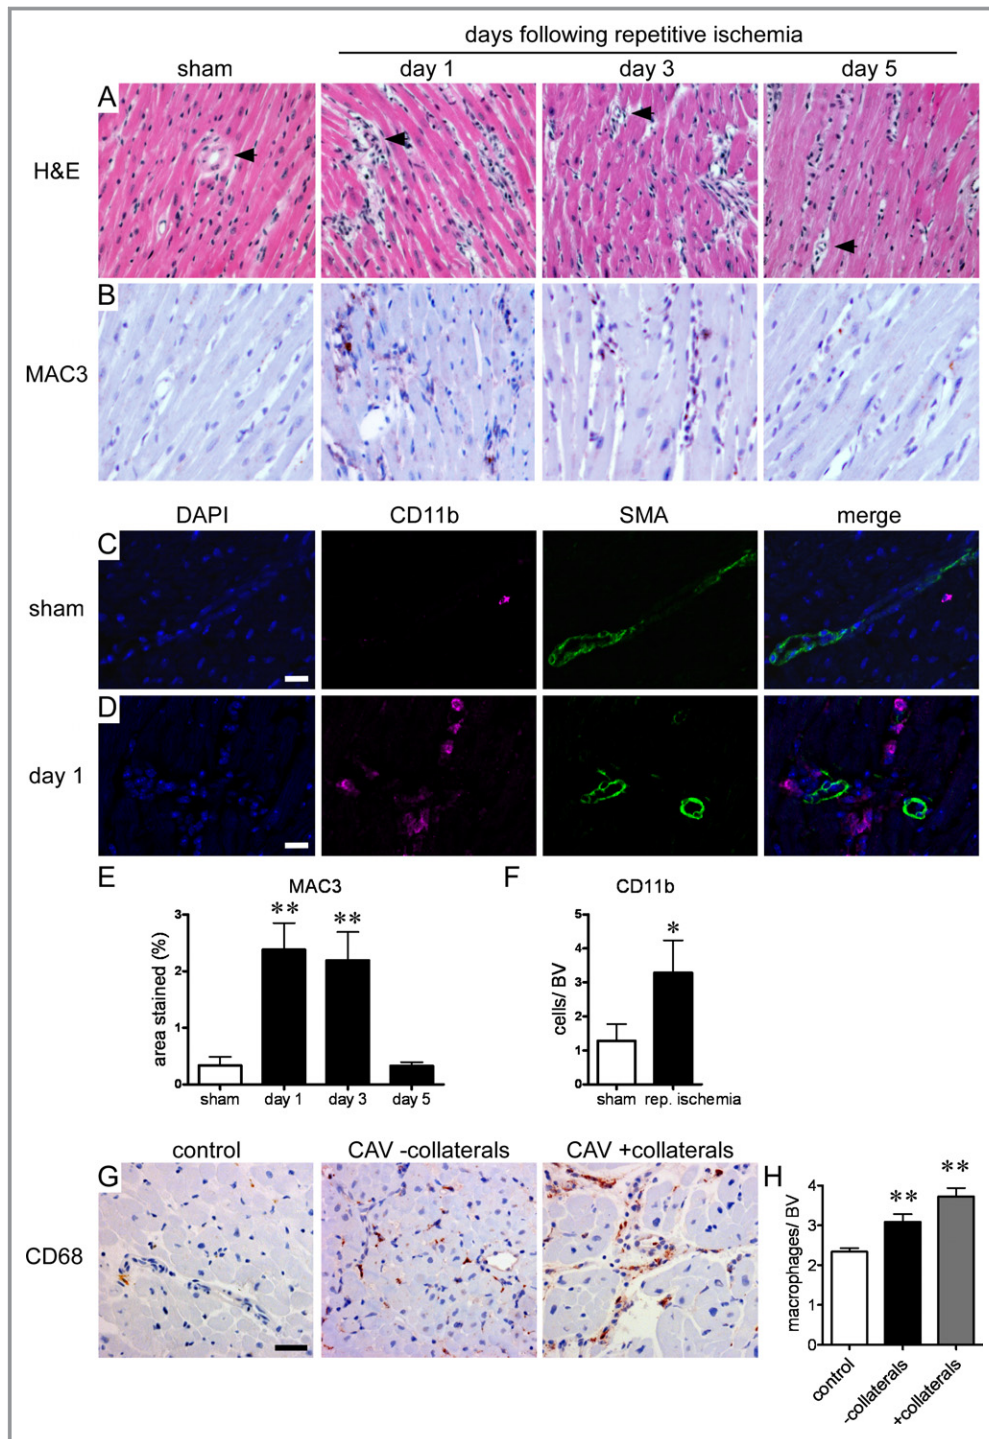 days following repetitive ischemia
sham day 1 day 3 day 5
A
H&E
B
MAC3
DAPI CD11b SMA merge
C
sham
D
day 1
E
MAC3
area stained (%)
3
2
1
0
** **
sham day 1 day 3 day 5
F
CD11b
cells/ BV
5
4
3
2
1
0
*
sham rep. ischemia
control CAV -collaterals CAV +collaterals
G
CD68
H
macrophages/ BV
4
3
2
1
0
** **
control -collaterals +collaterals